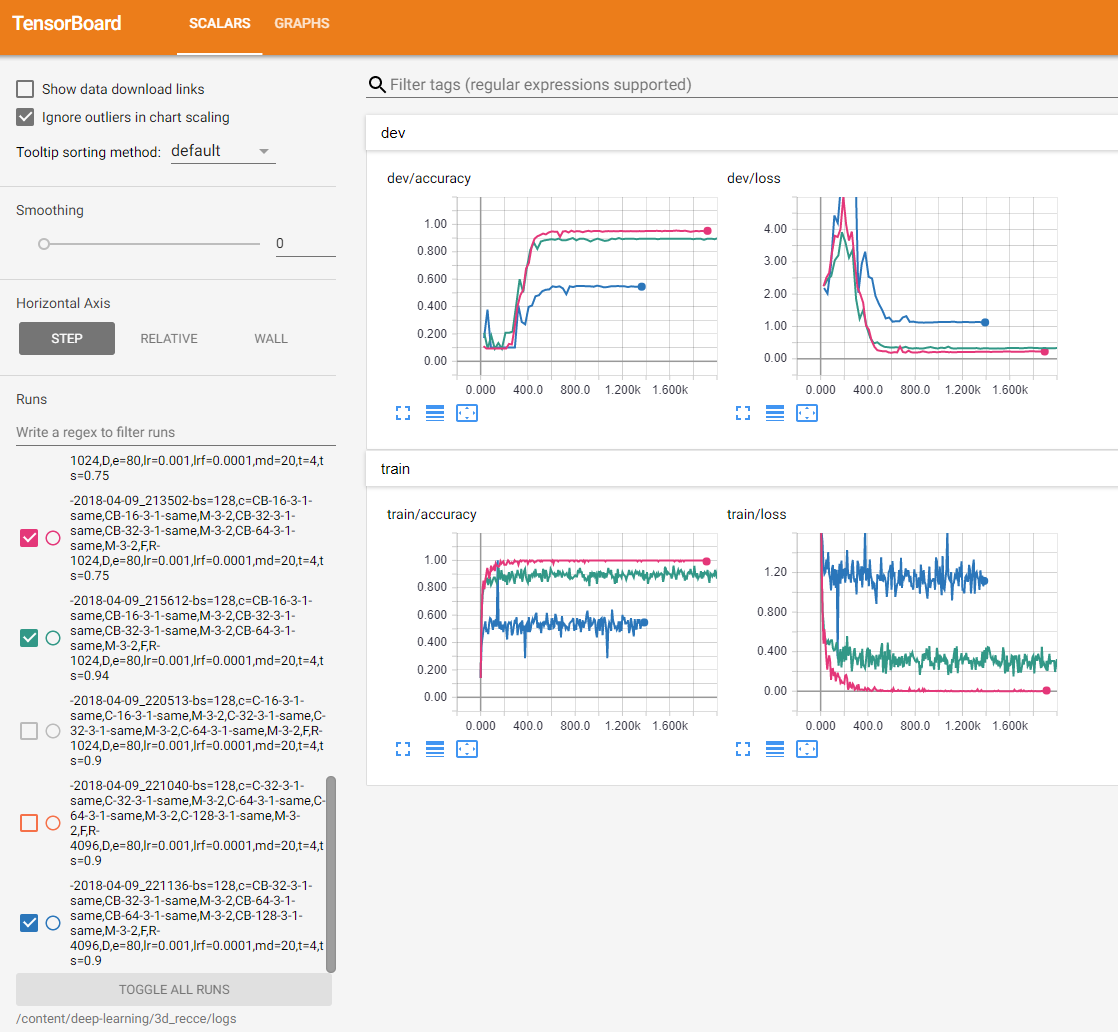 TensorBoard
SCALARS
GRAPHS
Show data download links
Ignore outliers in chart scaling
Tooltip sorting method: default
Smoothing
0
Horizontal Axis
STEP
RELATIVE
WALL
Runs
Write a regex to filter runs
1024,D,e=80,lr=0.001,lrf=0.0001,md=20,t=4,t
s=0.75
-2018-04-09_213502-bs=128,c=CB-16-3-1-
same,CB-16-3-1-same,M-3-2,CB-32-3-1-
same,CB-32-3-1-same,M-3-2,CB-64-3-1-
same,M-3-2,F,R-
1024,D,e=80,lr=0.001,lrf=0.0001,md=20,t=4,t
s=0.75
-2018-04-09_215612-bs=128,c=CB-16-3-1-
same,CB-16-3-1-same,M-3-2,CB-32-3-1-
same,CB-32-3-1-same,M-3-2,CB-64-3-1-
same,M-3-2,F,R-
1024,D,e=80,lr=0.001,lrf=0.0001,md=20,t=4,t
s=0.94
-2018-04-09_220513-bs=128,c=C-16-3-1-
same,C-16-3-1-same,M-3-2,C-32-3-1-same,C-
32-3-1-same,M-3-2,C-64-3-1-same,M-3-2,F,R-
1024,D,e=80,lr=0.001,lrf=0.0001,md=20,t=4,t
s=0.9
-2018-04-09_221040-bs=128,c=C-32-3-1-
same,C-32-3-1-same,M-3-2,C-64-3-1-same,C-
64-3-1-same,M-3-2,C-128-3-1-same,M-3-
2,F,R-
4096,D,e=80,lr=0.001,lrf=0.0001,md=20,t=4,t
s=0.9
-2018-04-09_221136-bs=128,c=CB-32-3-1-
same,CB-32-3-1-same,M-3-2,CB-64-3-1-
same,CB-64-3-1-same,M-3-2,CB-128-3-1-
same,M-3-2,F,R-
4096,D,e=80,lr=0.001,lrf=0.0001,md=20,t=4,t
s=0.9
TOGGLE ALL RUNS
/content/deep-learning/3d_recce/logs
Filter tags (regular expressions supported)
dev
dev/accuracy
1.00
0.800
0.600
0.400
0.200
0.00
0.000 400.0 800.0 1.200k 1.600k
dev/loss
4.00
3.00
2.00
1.00
0.00
0.000 400.0 800.0 1.200k 1.600k
train
train/accuracy
1.00
0.800
0.600
0.400
0.200
0.00
0.000 400.0 800.0 1.200k 1.600k
train/loss
1.20
0.800
0.400
0.00
0.000 400.0 800.0 1.200k 1.600k